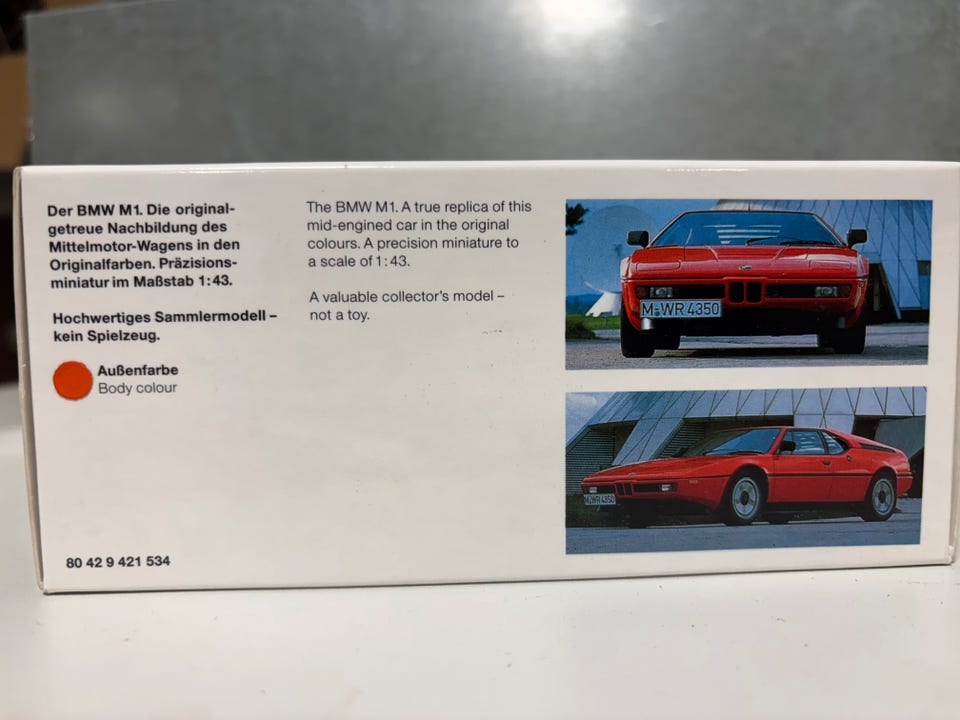 Der BMW M1. Die original-
getreue Nachbildung des
Mittelmotor-Wagens in den
Originalfarben. Präzisions-
miniatur im Maßstab 1:43.
Hochwertiges Sammlermodell –
kein Spielzeug.
Außenfarbe
Body colour
80 42 9 421 534
The BMW M1. A true replica of this
mid-engined car in the original
colours. A precision miniature to
a scale of 1:43.
A valuable collector's model –
not a toy.
M-WR 4350
M-WR 4350